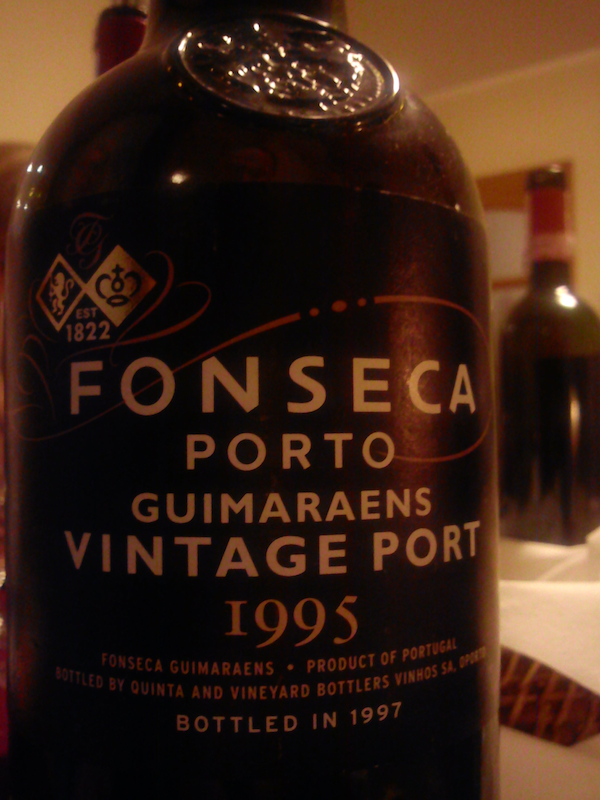 EST
1822
FONSECA
PORTO
GUIMARAENS
VINTAGE PORT
1995
FONSECA GUIMARAENS • PRODUCT OF PORTUGAL
BOTTLED BY QUINTA AND VINEYARD BOTTLERS VINHOS SA, OPORTO
BOTTLED IN 1997